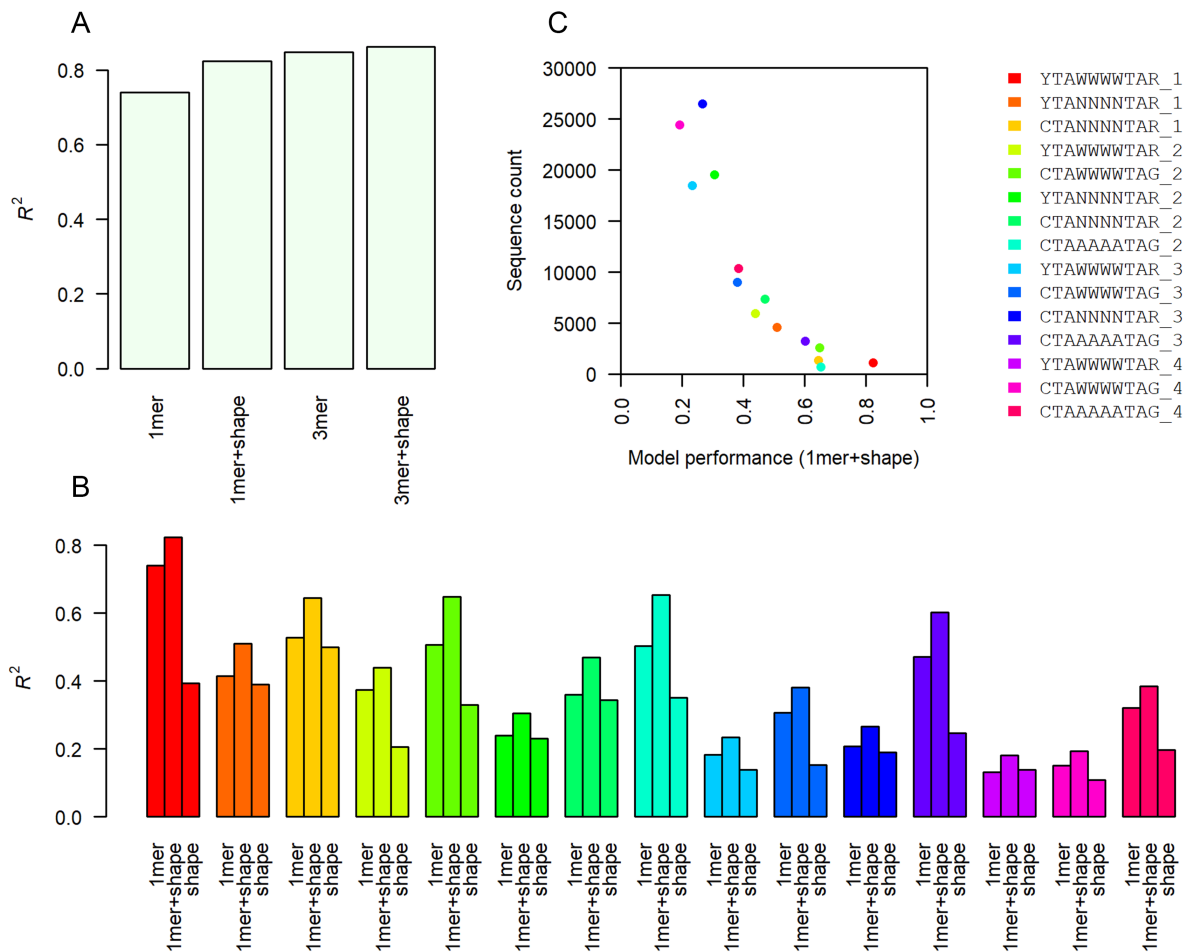 A
R2
0.8
0.6
0.4
0.2
0.0
1mer
1mer+shape
3mer
3mer+shape
C
Sequence count
30000
25000
20000
15000
10000
5000
0
0.0
0.2
0.4
0.6
0.8
1.0
Model performance (1mer+shape)
YTAWWWWTAR_1
YTANNNNTAR_1
CTANNNNTAR_1
YTAWWWWTAR_2
CTAWWWWTAG_2
YTANNNNTAR_2
CTANNNNTAR_2
CTAAAAATAG_2
YTAWWWWTAR_3
CTAWWWWTAG_3
CTANNNNTAR_3
CTAAAAATAG_3
YTAWWWWTAR_4
CTAWWWWTAG_4
CTAAAAATAG_4
B
R2
0.8
0.6
0.4
0.2
0.0
1mer
1mer+shape
shape
1mer
1mer+shape
shape
1mer
1mer+shape
shape
1mer
1mer+shape
shape
1mer
1mer+shape
shape
1mer
1mer+shape
shape
1mer
1mer+shape
shape
1mer
1mer+shape
shape
1mer
1mer+shape
shape
1mer
1mer+shape
shape
1mer
1mer+shape
shape
1mer
1mer+shape
shape
1mer
1mer+shape
shape
1mer
1mer+shape
shape
1mer
1mer+shape
shape